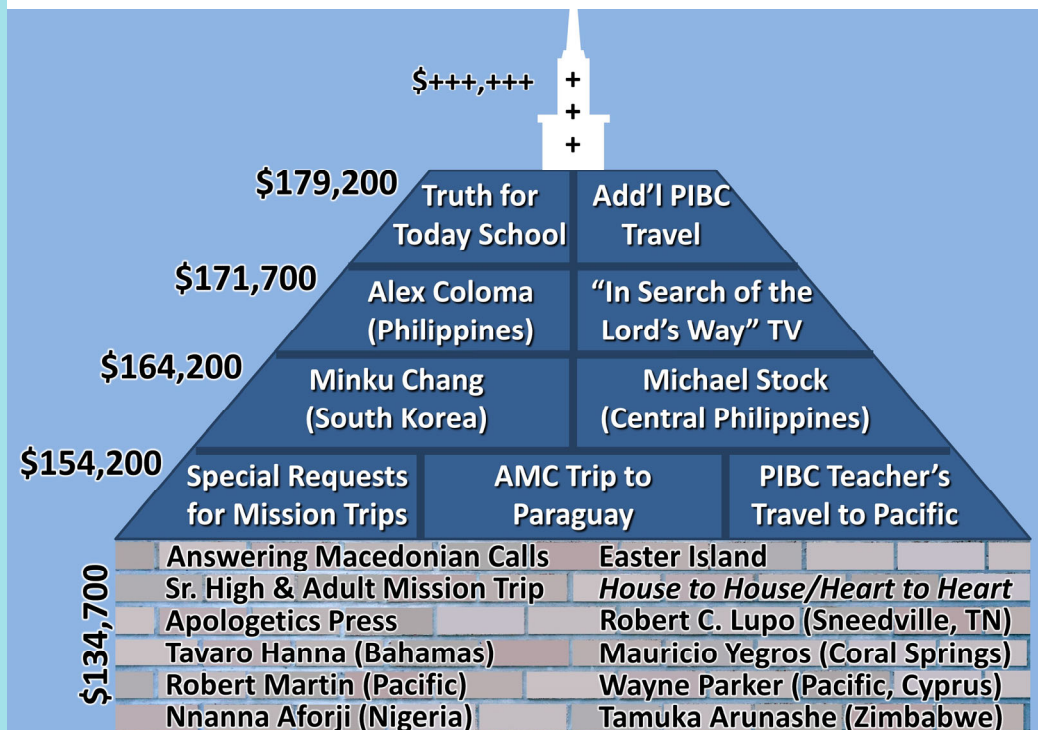 $+++,+++
+
+
+
$179,200
Truth for
Today School
Add'l PIBC
Travel
$171,700
Alex Coloma
(Philippines)
“In Search of the
Lord's Way” TV
$164,200
Minku Chang
(South Korea)
Michael Stock
(Central Philippines)
$154,200
Special Requests
for Mission Trips
AMC Trip to
Paraguay
PIBC Teacher's
Travel to Pacific
$134,700
Answering Macedonian Calls
Easter Island
Sr. High & Adult Mission Trip
House to House/Heart to Heart
Apologetics Press
Robert C. Lupo (Sneedville, TN)
Tavaro Hanna (Bahamas)
Mauricio Yegros (Coral Springs)
Robert Martin (Pacific)
Wayne Parker (Pacific, Cyprus)
Nnanna Aforji (Nigeria)
Tamuka Arunashe (Zimbabwe)